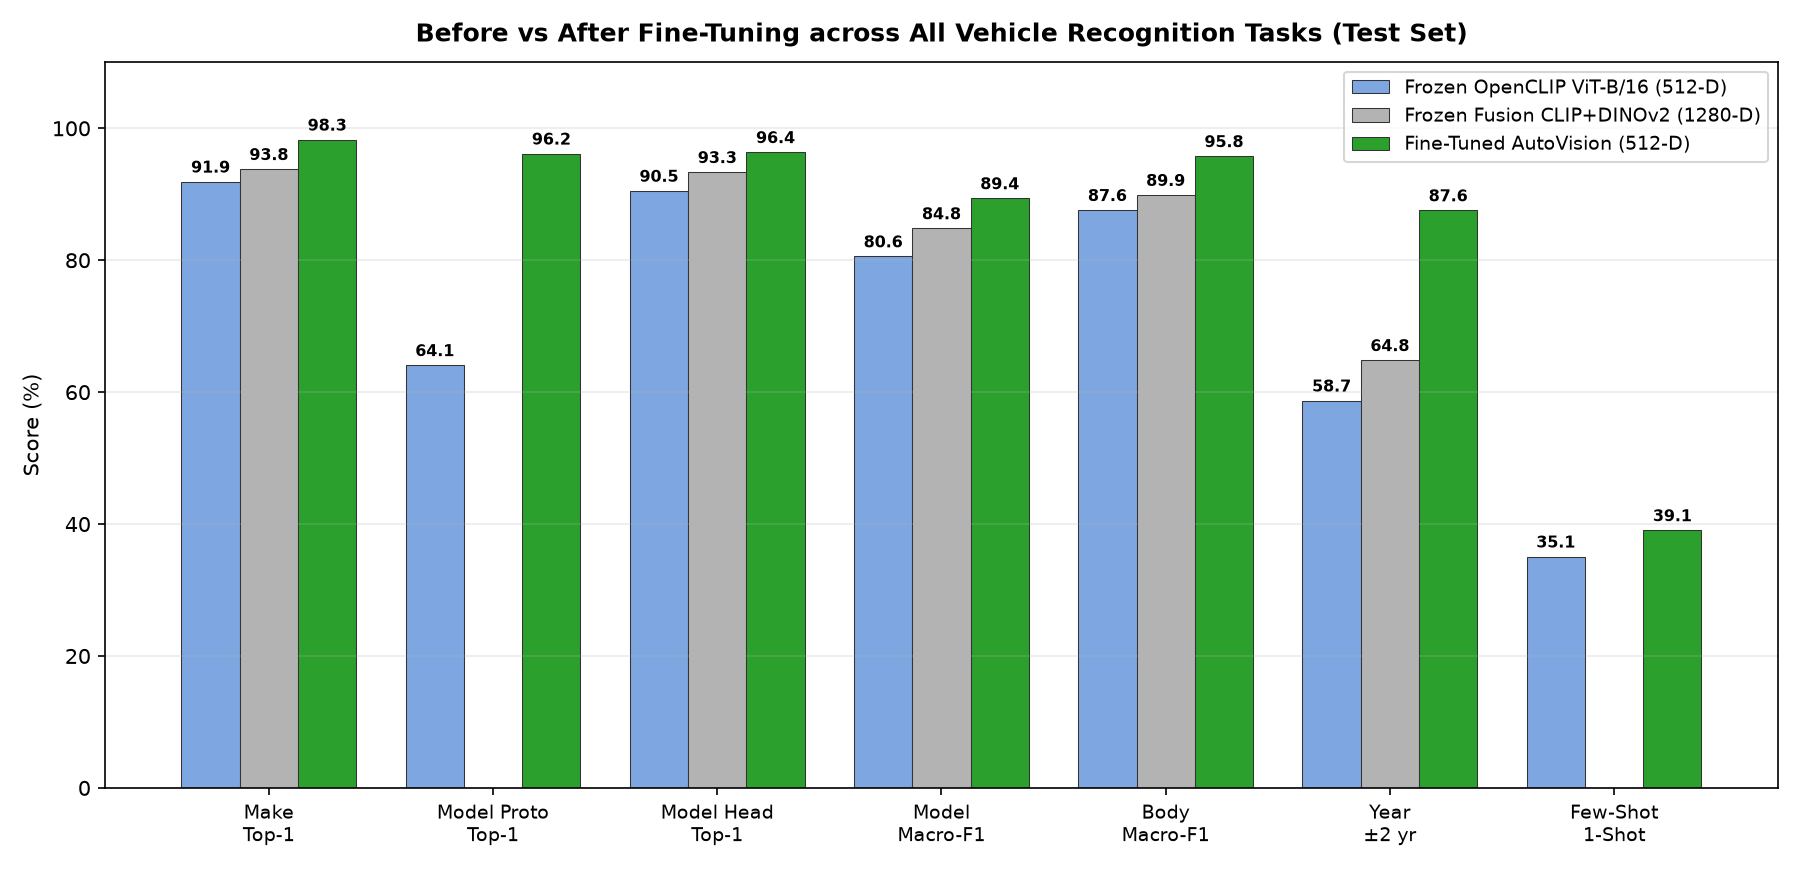 Before vs After Fine-Tuning across All Vehicle Recognition Tasks (Test Set)
Frozen OpenCLIP ViT-B/16 (512-D)
Frozen Fusion CLIP+DINOv2 (1280-D)
Fine-Tuned AutoVision (512-D)
Score (%)
100
80
60
40
20
0
91.9
93.8
98.3
64.1
96.2
90.5
93.3
96.4
80.6
84.8
89.4
87.6
89.9
95.8
58.7
64.8
87.6
35.1
39.1
Make
Top-1
Model Proto
Top-1
Model Head
Top-1
Model
Macro-F1
Body
Macro-F1
Year
±2 yr
Few-Shot
1-Shot